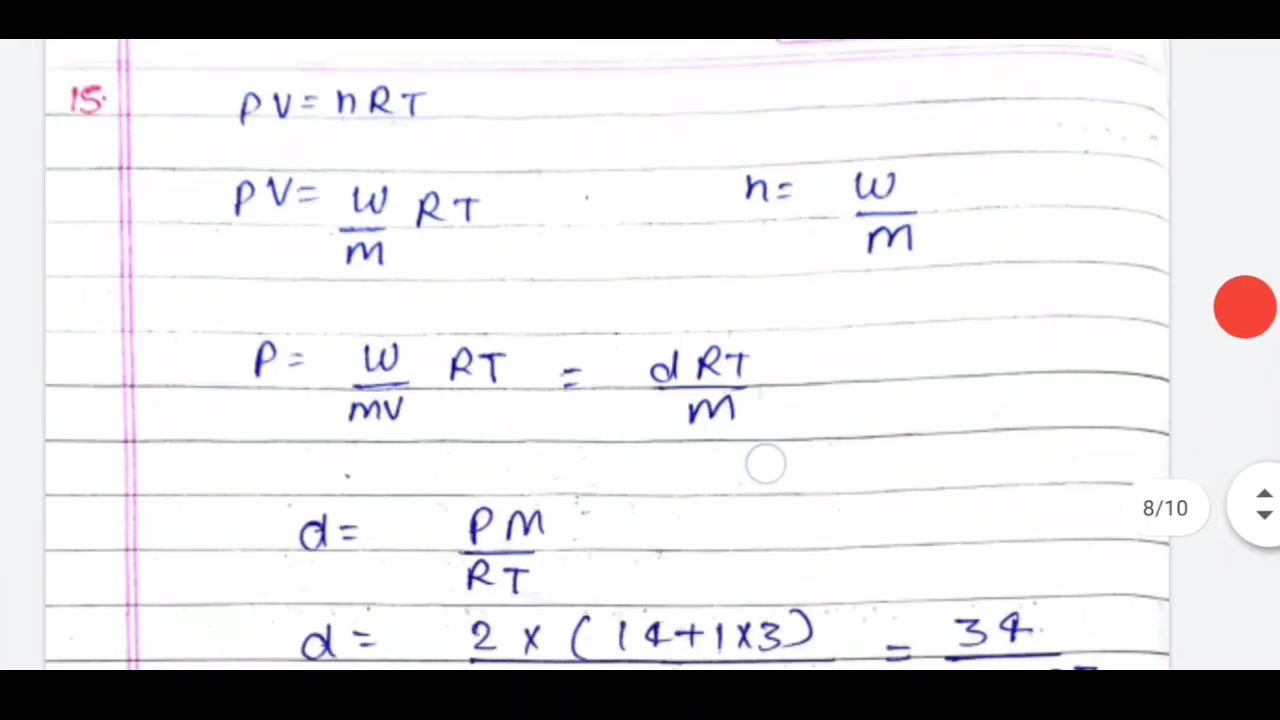 15.
PV = nRT
PV = W/M RT
n = W/M
P = W/MV RT = dRT/M
d = PM/RT
d = 2 × (14+1×3) = 34
8/10